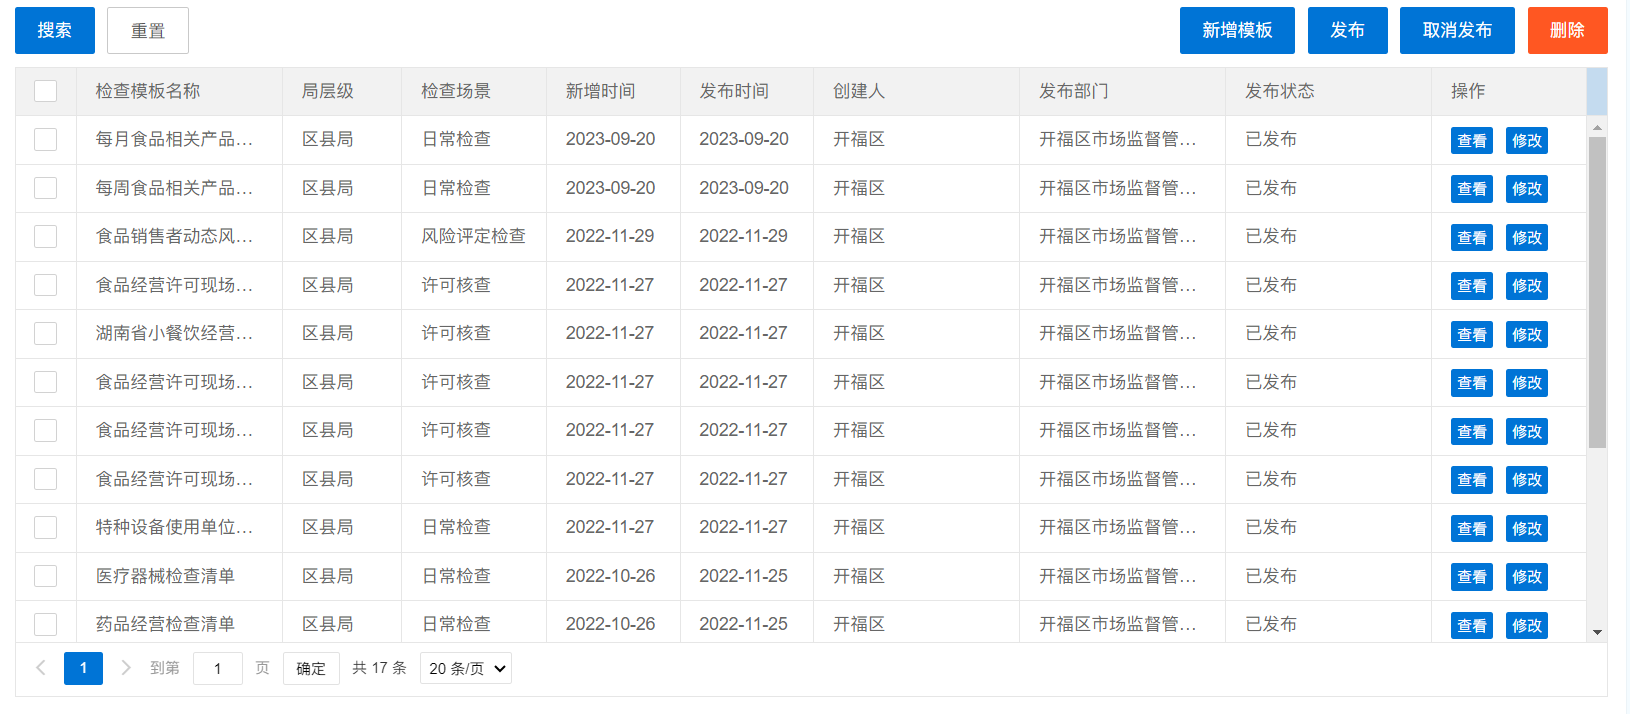 搜索 重置 新增模板 发布 取消发布 删除
检查模板名称 局层级 检查场景 新增时间 发布时间 创建人 发布部门 发布状态 操作
每月食品相关产品... 区县局 日常检查 2023-09-20 2023-09-20 开福区 开福区市场监督管... 已发布 查看 修改
每周食品相关产品... 区县局 日常检查 2023-09-20 2023-09-20 开福区 开福区市场监督管... 已发布 查看 修改
食品销售者动态风... 区县局 风险评定检查 2022-11-29 2022-11-29 开福区 开福区市场监督管... 已发布 查看 修改
食品经营许可现场... 区县局 许可核查 2022-11-27 2022-11-27 开福区 开福区市场监督管... 已发布 查看 修改
湖南省小餐饮经营... 区县局 许可核查 2022-11-27 2022-11-27 开福区 开福区市场监督管... 已发布 查看 修改
食品经营许可现场... 区县局 许可核查 2022-11-27 2022-11-27 开福区 开福区市场监督管... 已发布 查看 修改
食品经营许可现场... 区县局 许可核查 2022-11-27 2022-11-27 开福区 开福区市场监督管... 已发布 查看 修改
食品经营许可现场... 区县局 许可核查 2022-11-27 2022-11-27 开福区 开福区市场监督管... 已发布 查看 修改
特种设备使用单位... 区县局 日常检查 2022-11-27 2022-11-27 开福区 开福区市场监督管... 已发布 查看 修改
医疗器械检查清单 区县局 日常检查 2022-10-26 2022-11-25 开福区 开福区市场监督管... 已发布 查看 修改
药品经营检查清单 区县局 日常检查 2022-10-26 2022-11-25 开福区 开福区市场监督管... 已发布 查看 修改
1 到第 1 页 确定 共 17 条 20 条/页